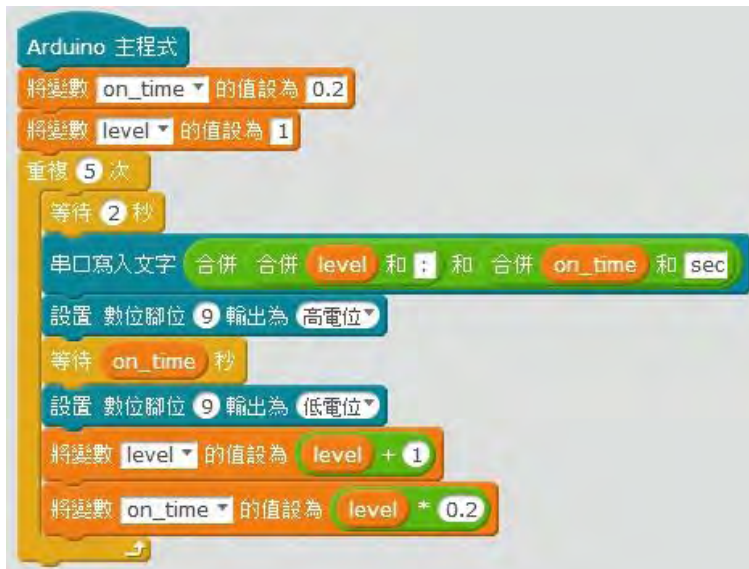 Arduino 主程式
將變數 on_time 的值設為 0.2
將變數 level 的值設為 1
重複 5 次
等待 2 秒
串口寫入文字 合併 合併 level 和 : 和 合併 on_time 和 sec
設置 數位腳位 9 輸出為 高電位
等待 on_time 秒
設置 數位腳位 9 輸出為 低電位
將變數 level 的值設為 level + 1
將變數 on_time 的值設為 level * 0.2